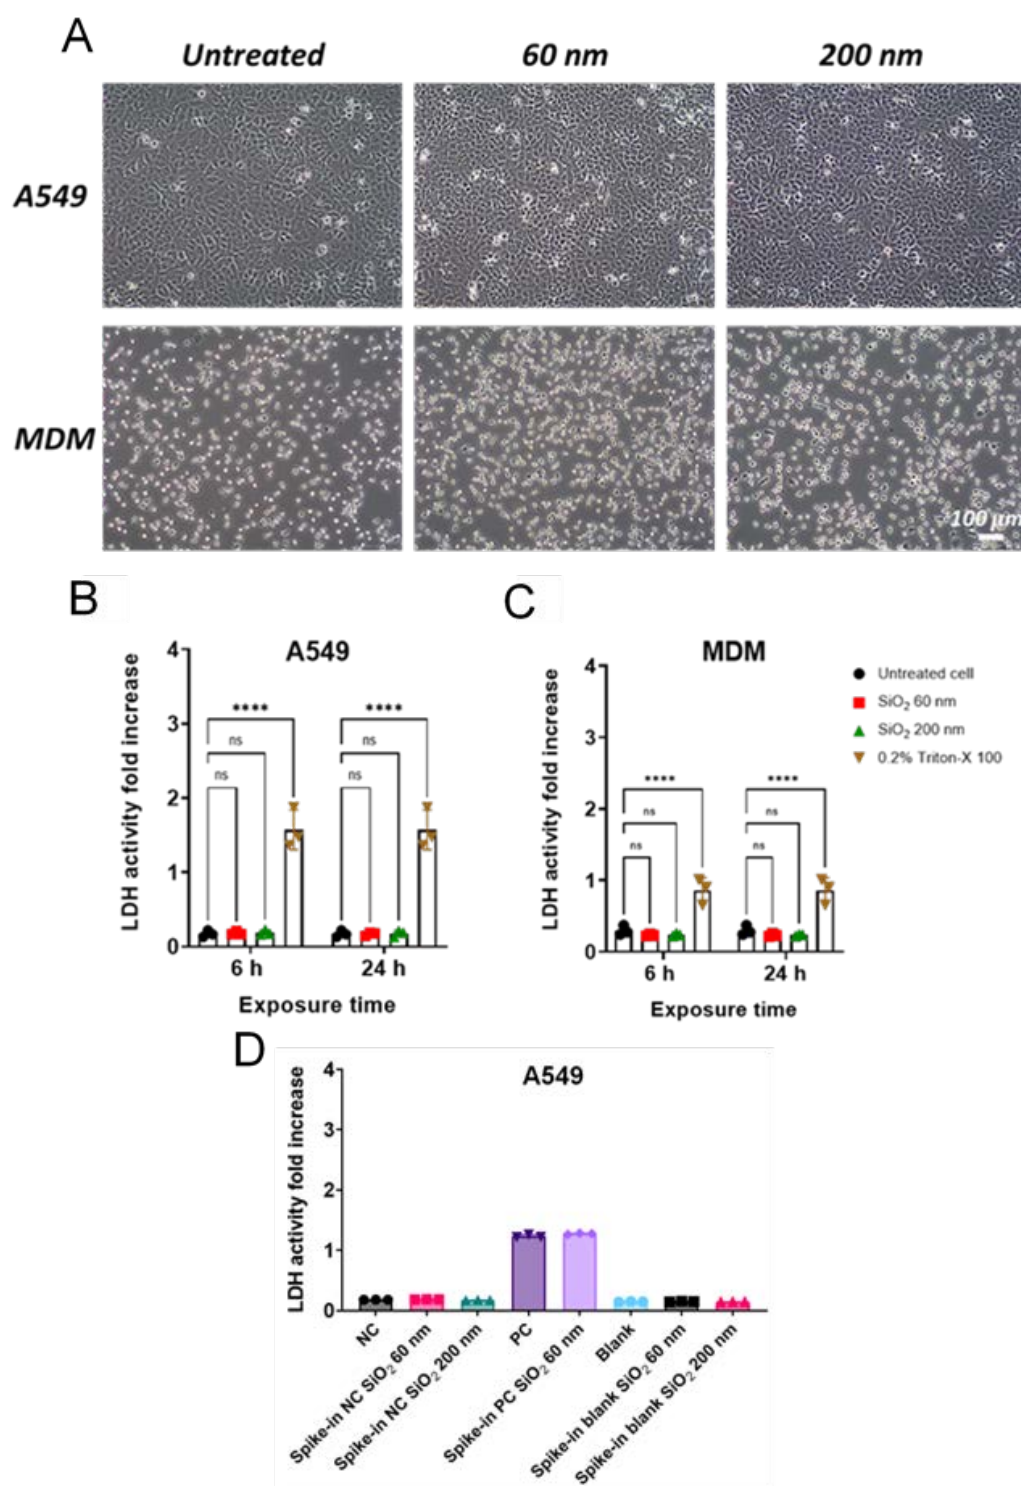 A
Untreated
60 nm
200 nm
A549
MDM
100 μm
B
C
A549
LDH activity fold increase
4
3
2
1
0
****
ns
ns
****
ns
ns
6 h
24 h
Exposure time
MDM
LDH activity fold increase
4
3
2
1
0
****
ns
ns
****
ns
ns
6 h
24 h
Exposure time
Untreated cell
SiO₂ 60 nm
SiO₂ 200 nm
0.2% Triton-X 100
D
A549
LDH activity fold increase
4
3
2
1
0
NC
Spike-in NC SiO₂ 60 nm
Spike-in NC SiO₂ 200 nm
PC
Spike-in PC SiO₂ 60 nm
Blank
Spike-in blank SiO₂ 60 nm
Spike-in blank SiO₂ 200 nm